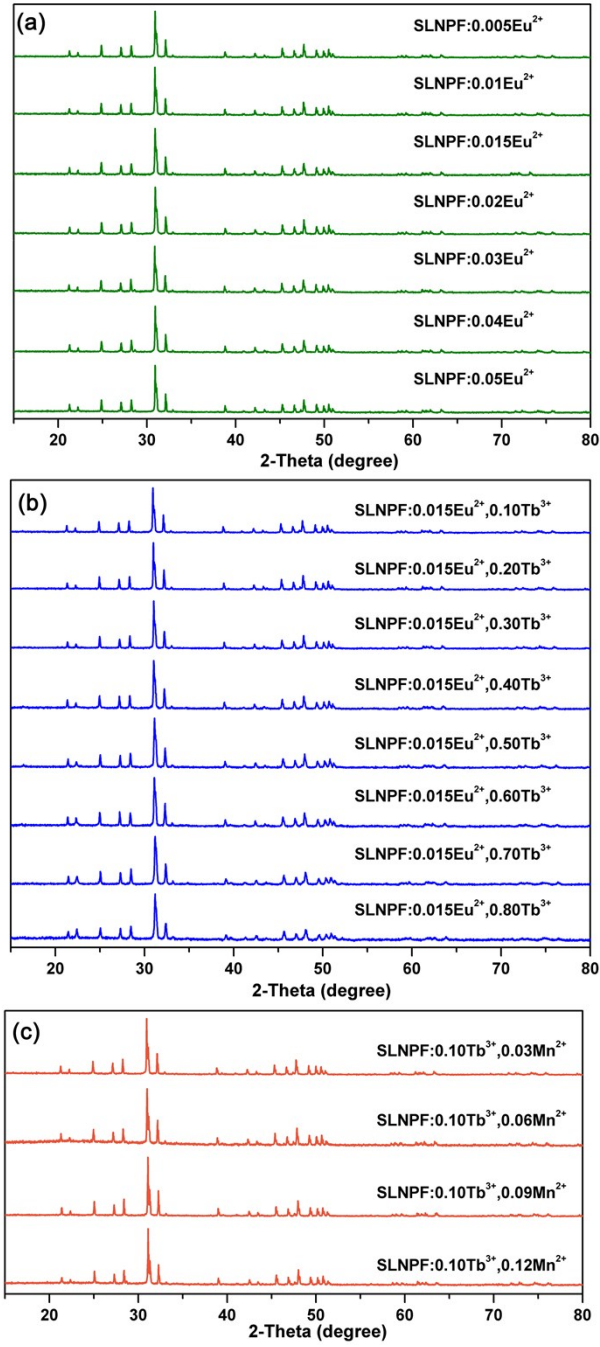 (a)
SLNPF:0.005Eu²⁺
SLNPF:0.01Eu²⁺
SLNPF:0.015Eu²⁺
SLNPF:0.02Eu²⁺
SLNPF:0.03Eu²⁺
SLNPF:0.04Eu²⁺
SLNPF:0.05Eu²⁺
20 30 40 50 60 70 80
2-Theta (degree)
(b)
SLNPF:0.015Eu²⁺,0.10Tb³⁺
SLNPF:0.015Eu²⁺,0.20Tb³⁺
SLNPF:0.015Eu²⁺,0.30Tb³⁺
SLNPF:0.015Eu²⁺,0.40Tb³⁺
SLNPF:0.015Eu²⁺,0.50Tb³⁺
SLNPF:0.015Eu²⁺,0.60Tb³⁺
SLNPF:0.015Eu²⁺,0.70Tb³⁺
SLNPF:0.015Eu²⁺,0.80Tb³⁺
20 30 40 50 60 70 80
2-Theta (degree)
(c)
SLNPF:0.10Tb³⁺,0.03Mn²⁺
SLNPF:0.10Tb³⁺,0.06Mn²⁺
SLNPF:0.10Tb³⁺,0.09Mn²⁺
SLNPF:0.10Tb³⁺,0.12Mn²⁺
20 30 40 50 60 70 80
2-Theta (degree)